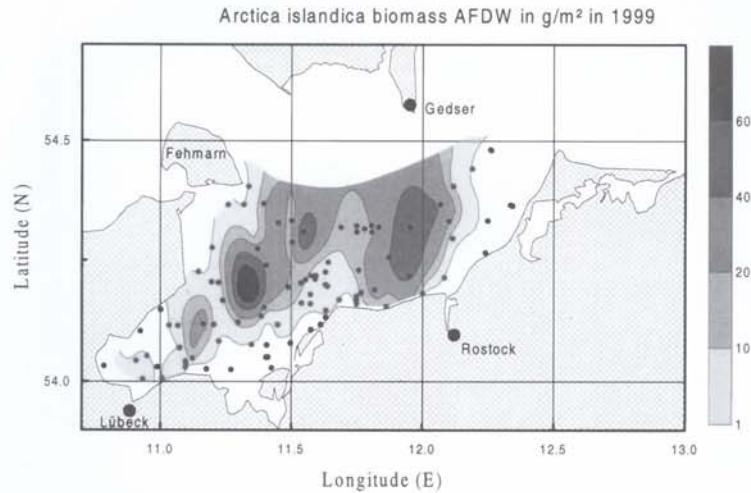 Arctica islandica biomass AFDW in g/m² in 1999
Gedser
54.5
Fehmarn
60
40
Latitude (N)
20
10
Rostock
54.0
Lübeck
1
11.0 11.5 12.0 12.5 13.0
Longitude (E)